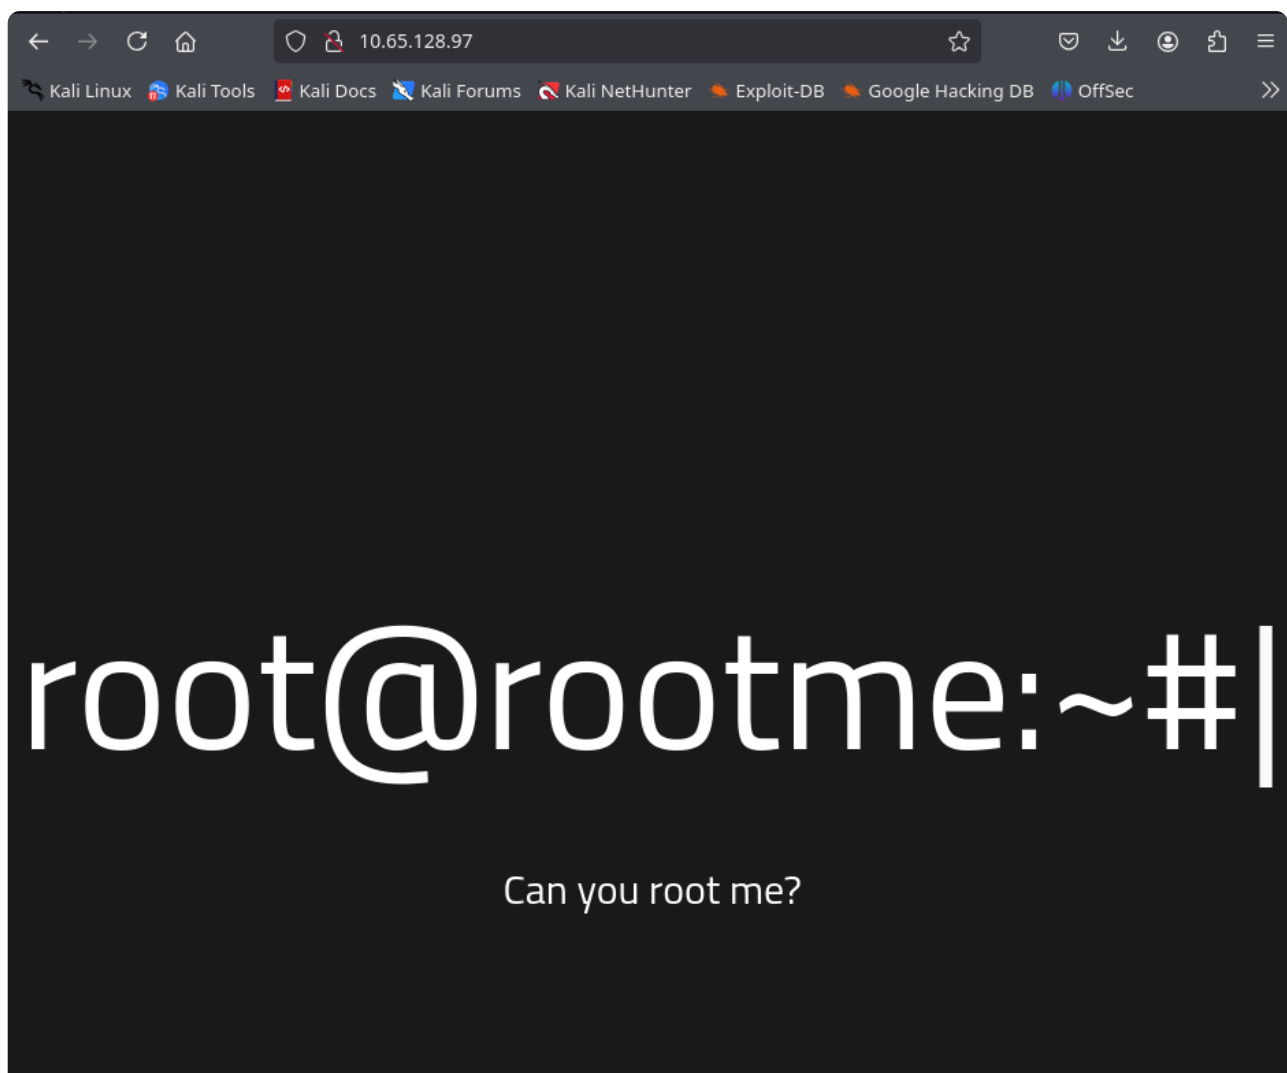 10.65.128.97
Kali Linux Kali Tools Kali Docs Kali Forums Kali NetHunter Exploit-DB Google Hacking DB OffSec
root@rootme:~#|
Can you root me?